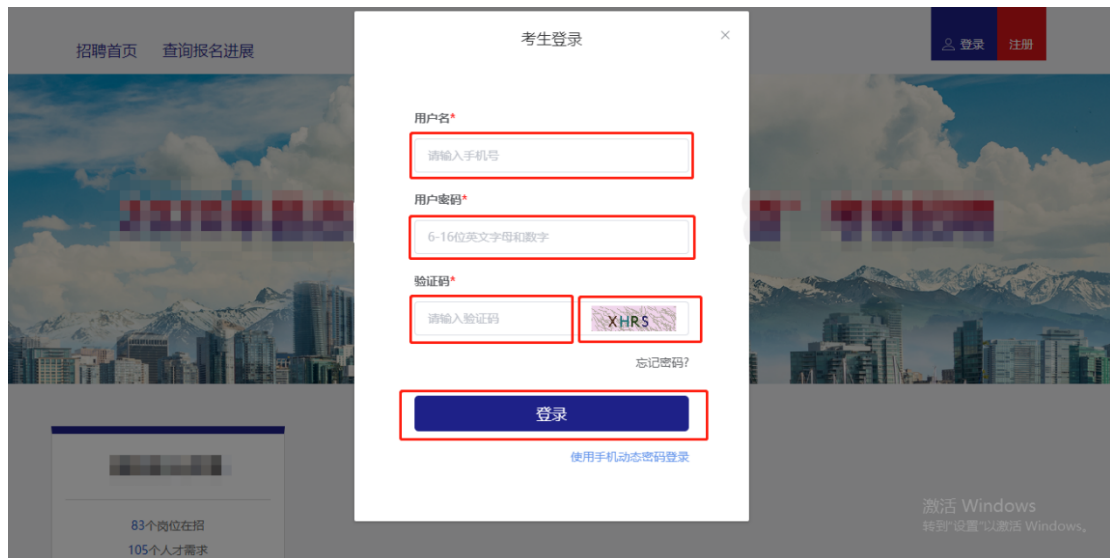 考生登录 ×
招聘首页 查询报名进展
登录 注册
用户名*
请输入手机号
用户密码*
6-16位英文字母和数字
验证码*
请输入验证码 XHRS
忘记密码?
登录
使用手机动态密码登录
83个岗位在招
105个人才需求
激活 Windows
转到"设置"以激活 Windows。